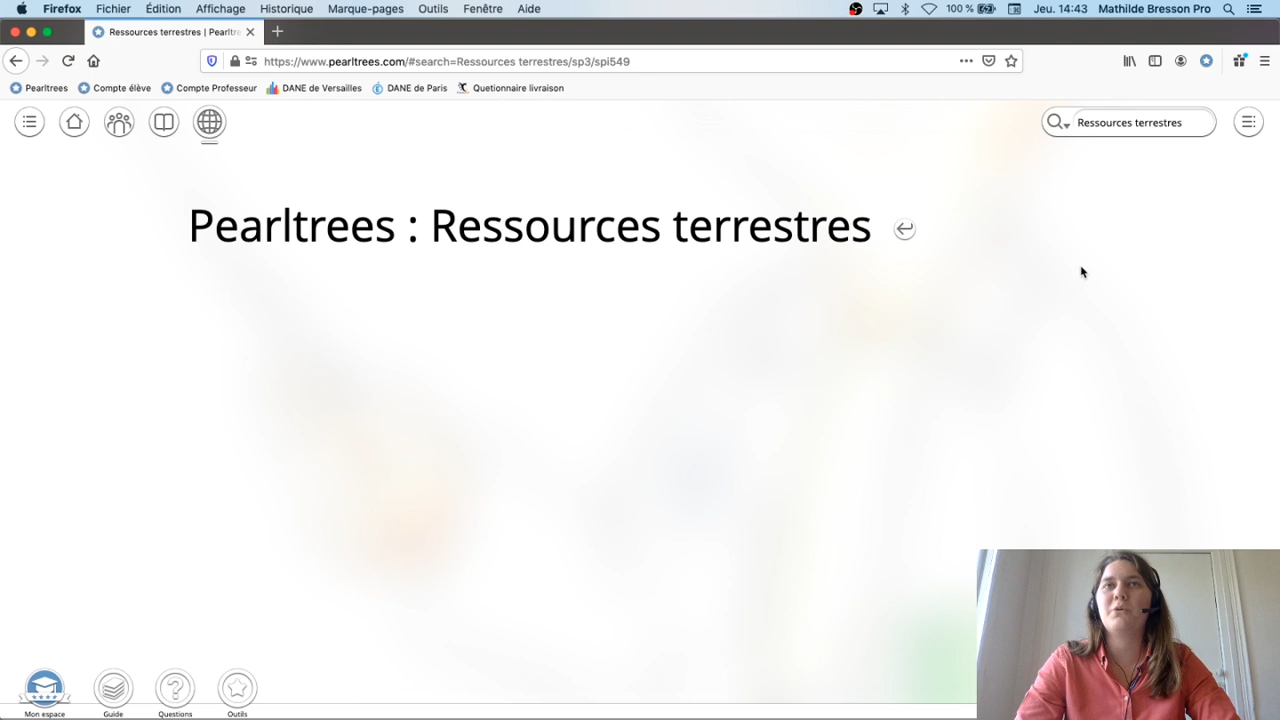 Firefox Fichier Édition Affichage Historique Marque-pages Outils Fenêtre Aide 100 % Jeu. 14:43 Mathilde Bresson Pro
Ressources terrestres | Pearltre
https://www.pearltrees.com/#search=Ressources terrestres/sp3/spi549
Pearltrees Compte élève Compte Professeur DANE de Versailles DANE de Paris Quetionnaire livraison
Ressources terrestres
Pearltrees : Ressources terrestres
Mon espace Guide Questions Outils